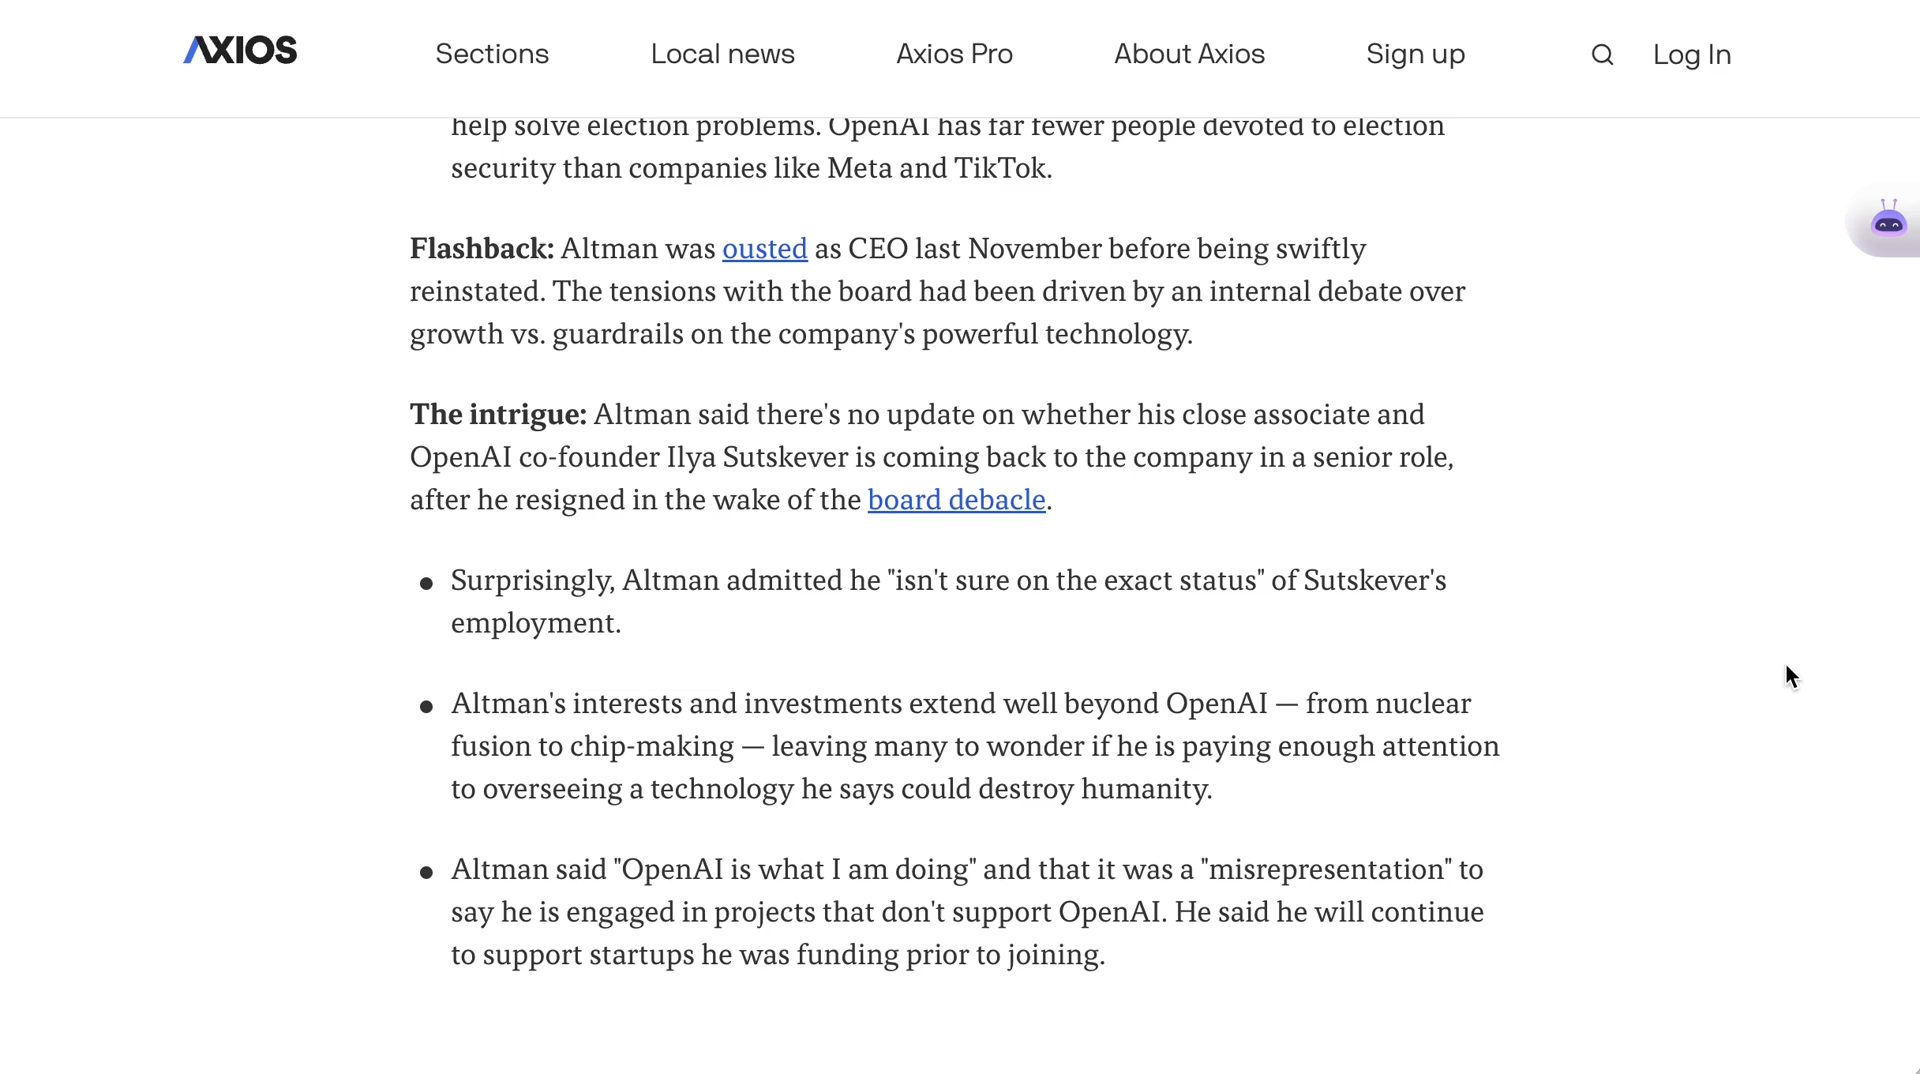 AXIOS
Sections
Local news
Axios Pro
About Axios
Sign up
Log In
help solve election problems. OpenAI has far fewer people devoted to election
security than companies like Meta and TikTok.
Flashback: Altman was ousted as CEO last November before being swiftly
reinstated. The tensions with the board had been driven by an internal debate over
growth vs. guardrails on the company's powerful technology.
The intrigue: Altman said there's no update on whether his close associate and
OpenAI co-founder Ilya Sutskever is coming back to the company in a senior role,
after he resigned in the wake of the board debacle.
Surprisingly, Altman admitted he "isn't sure on the exact status" of Sutskever's
employment.
Altman's interests and investments extend well beyond OpenAI — from nuclear
fusion to chip-making — leaving many to wonder if he is paying enough attention
to overseeing a technology he says could destroy humanity.
Altman said "OpenAI is what I am doing" and that it was a "misrepresentation" to
say he is engaged in projects that don't support OpenAI. He said he will continue
to support startups he was funding prior to joining.